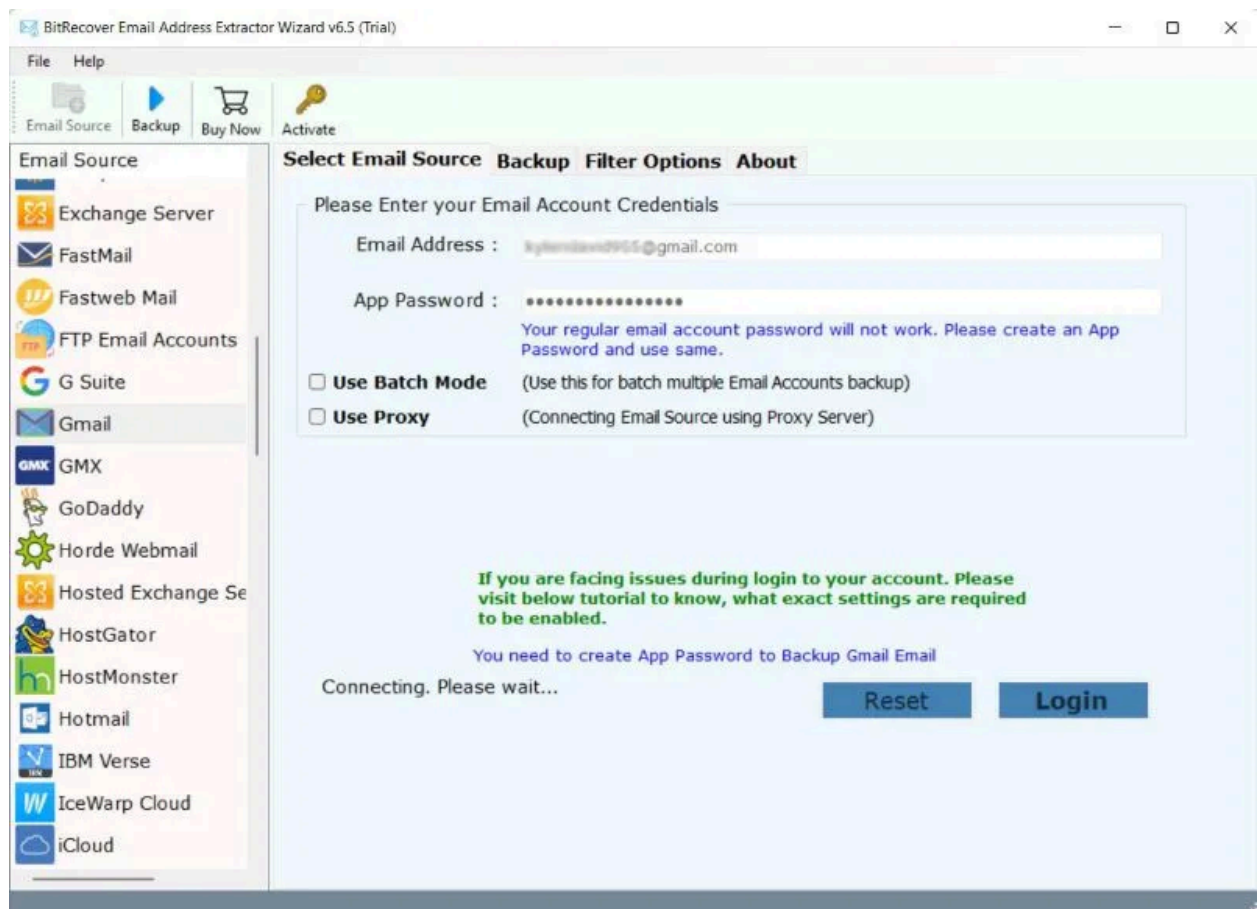 BitRecover Email Address Extractor Wizard v6.5 (Trial)
File Help
Email Source Backup Buy Now Activate
Email Source
Exchange Server
FastMail
Fastweb Mail
FTP
FTP Email Accounts
G Suite
Gmail
GMX
GMX
GoDaddy
Horde Webmail
Hosted Exchange Se
HostGator
HostMonster
Hotmail
IBM Verse
IceWarp Cloud
iCloud
Select Email Source Backup Filter Options About
Please Enter your Email Account Credentials
Email Address : @gmail.com
App Password : ••••••••••••••••
Your regular email account password will not work. Please create an App
Password and use same.
Use Batch Mode (Use this for batch multiple Email Accounts backup)
Use Proxy (Connecting Email Source using Proxy Server)
If you are facing issues during login to your account. Please
visit below tutorial to know, what exact settings are required
to be enabled.
You need to create App Password to Backup Gmail Email
Connecting. Please wait...
Reset Login